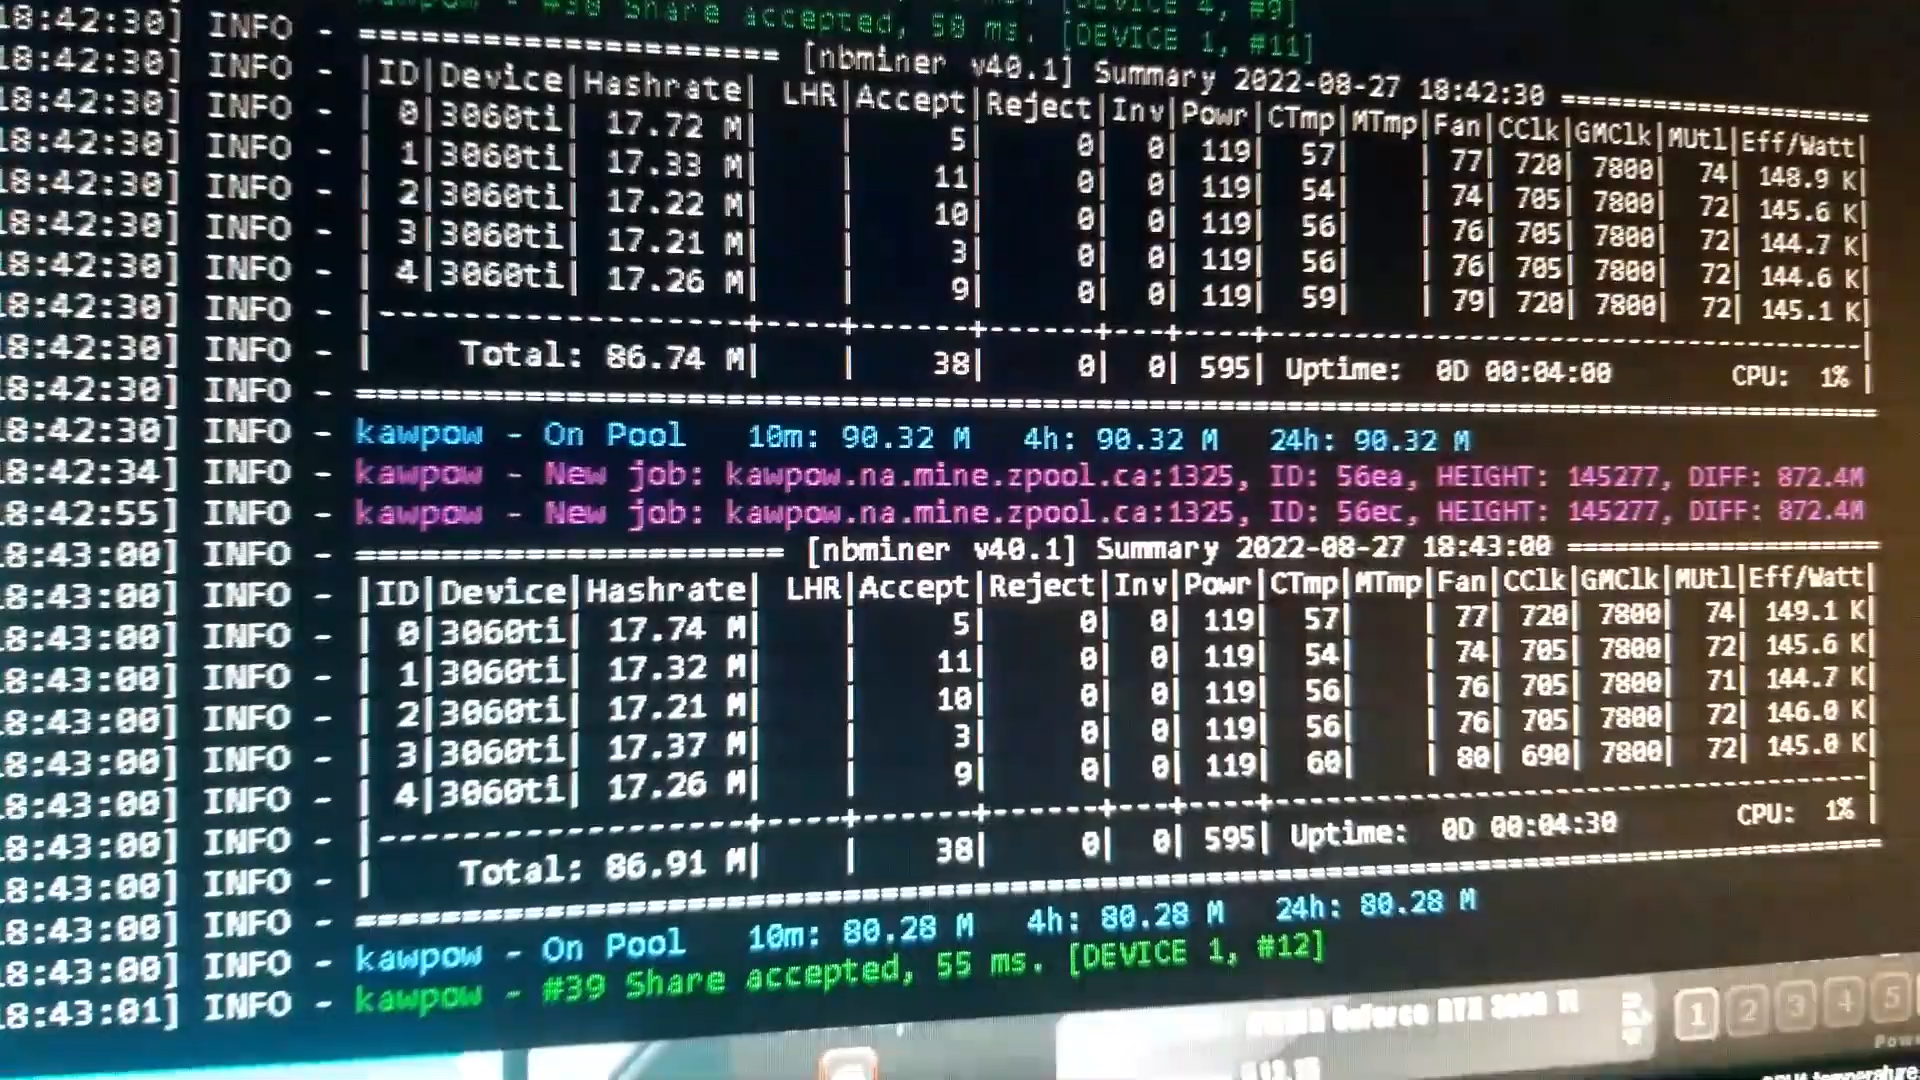 kawpow - #38 Share accepted, 50 ms. [DEVICE 4, #9]
[DEVICE 1, #11]
18:42:30] INFO - ==================== [nbminer v40.1] Summary 2022-08-27 18:42:30 ====================
18:42:30] INFO - |ID|Device|Hashrate| LHR|Accept|Reject|Inv|Powr|CTmp|MTmp|Fan|CClk|GMClk|MUtl|Eff/Watt|
18:42:30] INFO - | 0|3060ti| 17.72 M| | 5| 0| 0| 119| 57| | 77| 720| 7800| 74| 148.9 K|
18:42:30] INFO - | 1|3060ti| 17.33 M| | 11| 0| 0| 119| 54| | 74| 705| 7800| 72| 145.6 K|
18:42:30] INFO - | 2|3060ti| 17.22 M| | 10| 0| 0| 119| 56| | 76| 705| 7800| 72| 144.7 K|
18:42:30] INFO - | 3|3060ti| 17.21 M| | 3| 0| 0| 119| 56| | 76| 705| 7800| 72| 144.6 K|
18:42:30] INFO - | 4|3060ti| 17.26 M| | 9| 0| 0| 119| 59| | 79| 720| 7800| 72| 145.1 K|
18:42:30] INFO - |------------------+----+------+------+---+----+----------------------------------------|
18:42:30] INFO - | Total: 86.74 M| | 38| 0| 0| 595| Uptime: 0D 00:04:00 CPU: 1% |
18:42:30] INFO - ================================================================================
18:42:30] INFO - kawpow - On Pool 10m: 90.32 M 4h: 90.32 M 24h: 90.32 M
18:42:34] INFO - kawpow - New job: kawpow.na.mine.zpool.ca:1325, ID: 56ea, HEIGHT: 145277, DIFF: 872.4M
18:42:55] INFO - kawpow - New job: kawpow.na.mine.zpool.ca:1325, ID: 56ec, HEIGHT: 145277, DIFF: 872.4M
18:43:00] INFO - ==================== [nbminer v40.1] Summary 2022-08-27 18:43:00 ====================
18:43:00] INFO - |ID|Device|Hashrate| LHR|Accept|Reject|Inv|Powr|CTmp|MTmp|Fan|CClk|GMClk|MUtl|Eff/Watt|
18:43:00] INFO - | 0|3060ti| 17.74 M| | 5| 0| 0| 119| 57| | 77| 720| 7800| 74| 149.1 K|
18:43:00] INFO - | 1|3060ti| 17.32 M| | 11| 0| 0| 119| 54| | 74| 705| 7800| 72| 145.6 K|
18:43:00] INFO - | 2|3060ti| 17.21 M| | 10| 0| 0| 119| 56| | 76| 705| 7800| 71| 144.7 K|
18:43:00] INFO - | 3|3060ti| 17.37 M| | 3| 0| 0| 119| 56| | 76| 705| 7800| 72| 146.0 K|
18:43:00] INFO - | 4|3060ti| 17.26 M| | 9| 0| 0| 119| 60| | 80| 690| 7800| 72| 145.0 K|
18:43:00] INFO - |------------------+----+------+------+---+----+----------------------------------------|
18:43:00] INFO - | Total: 86.91 M| | 38| 0| 0| 595| Uptime: 0D 00:04:30 CPU: 1% |
18:43:00] INFO - ================================================================================
18:43:00] INFO - kawpow - On Pool 10m: 80.28 M 4h: 80.28 M 24h: 80.28 M
18:43:01] INFO - kawpow - #39 Share accepted, 55 ms. [DEVICE 1, #12]
GeForce RTX 3060 Ti
1 2 3 4 5
temperature